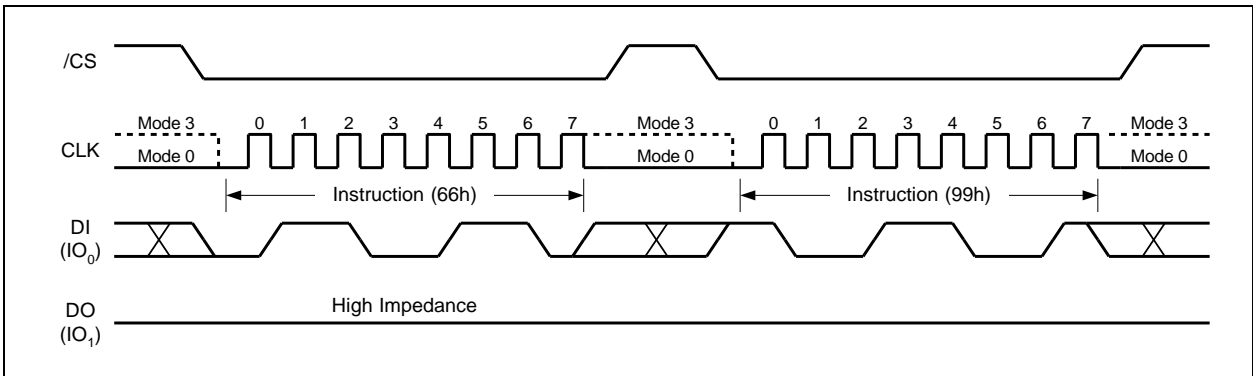 /CS
Mode 3 0 1 2 3 4 5 6 7 Mode 3 0 1 2 3 4 5 6 7 Mode 3
CLK
Mode 0 Mode 0 Mode 0
Instruction (66h) Instruction (99h)
DI
(IO0)
High Impedance
DO
(IO1)